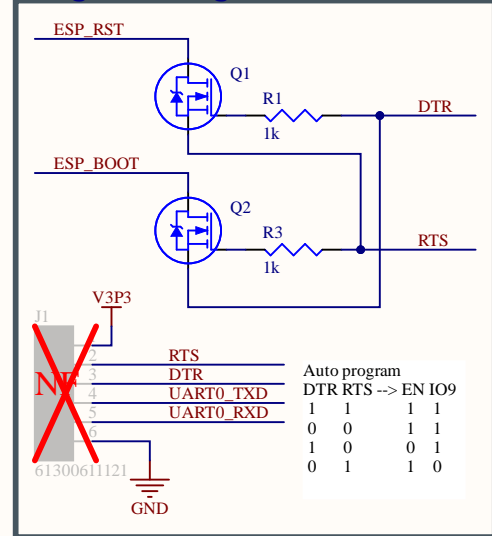 ESP_RST
Q1
R1
DTR
1k
ESP_BOOT
Q2
R3
RTS
1k
V3P3
J1
2 RTS
3 DTR
NF
4 UART0_TXD
5 UART0_RXD
6
61300611121
GND
Auto program
DTR RTS --> EN IO9
1 1 1 1
0 0 1 1
1 0 0 1
0 1 1 0